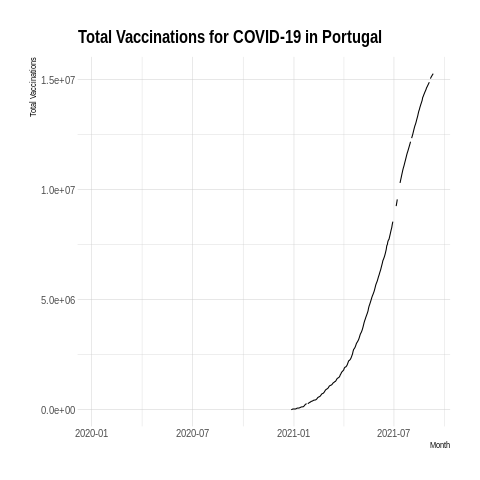 Total Vaccinations for COVID-19 in Portugal
Total Vaccinations
1.5e+07
1.0e+07
5.0e+06
0.0e+00
2020-01 2020-07 2021-01 2021-07
Month